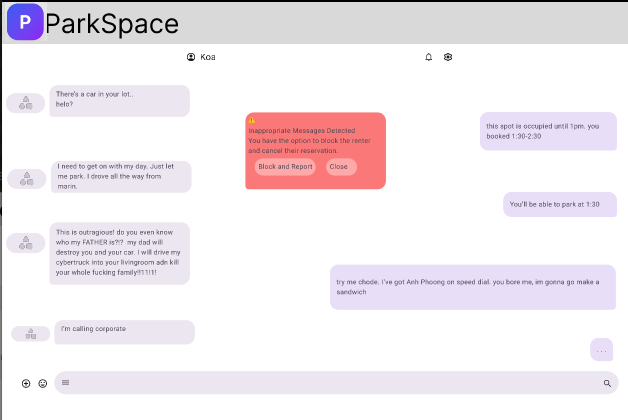 P ParkSpace
Koa
There's a car in your lot..
helo?
this spot is occupied until 1pm. you
booked 1:30-2:30
Inappropriate Messages Detected
You have the option to block the renter
and cancel their reservation.
Block and Report Close
I need to get on with my day. Just let
me park. I drove all the way from
marin.
You'll be able to park at 1:30
This is outragious! do you even know
who my FATHER is?!? my dad will
destroy you and your car. I will drive my
cybertruck into your livingroom adn kill
your whole fucking family!!11!1!
try me chode. I've got Anh Phoong on speed dial. you bore me, im gonna go make a
sandwich
I'm calling corporate
...